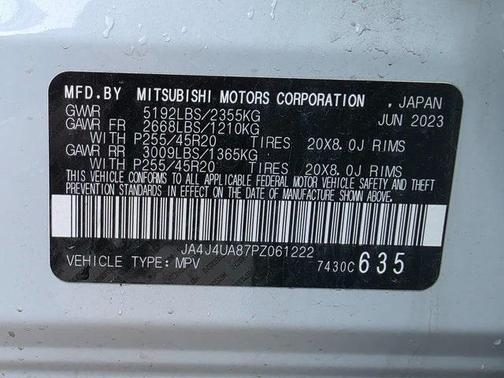 MFD.BY MITSUBISHI MOTORS CORPORATION , JAPAN
GVWR 5192LBS/2355KG JUN 2023
GAWR FR 2668LBS/1210KG
WITH P255/45R20 TIRES 20X8.0J RIMS
GAWR RR 3009LBS/1365KG
WITH P255/45R20 TIRES 20X8.0J RIMS
THIS VEHICLE CONFORMS TO ALL APPLICABLE FEDERAL MOTOR VEHICLE SAFETY AND THEFT
PREVENTION STANDARDS IN EFFECT ON THE DATE OF MANUFACTURE SHOWN ABOVE.
JA4J4UA87PZ061222
VEHICLE TYPE: MPV 7430C 635